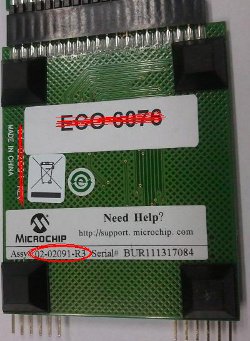 ECO 6076
MADE IN CHINA
Need Help?
MICROCHIP
http://support.microchip.com
Assy# 02-02091-R3 Serial# BUR111317084